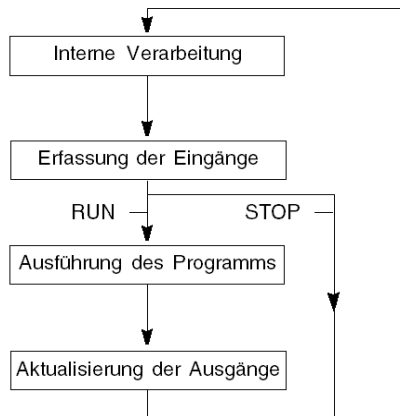 Interne Verarbeitung
Erfassung der Eingänge
RUN
STOP
Ausführung des Programms
Aktualisierung der Ausgänge